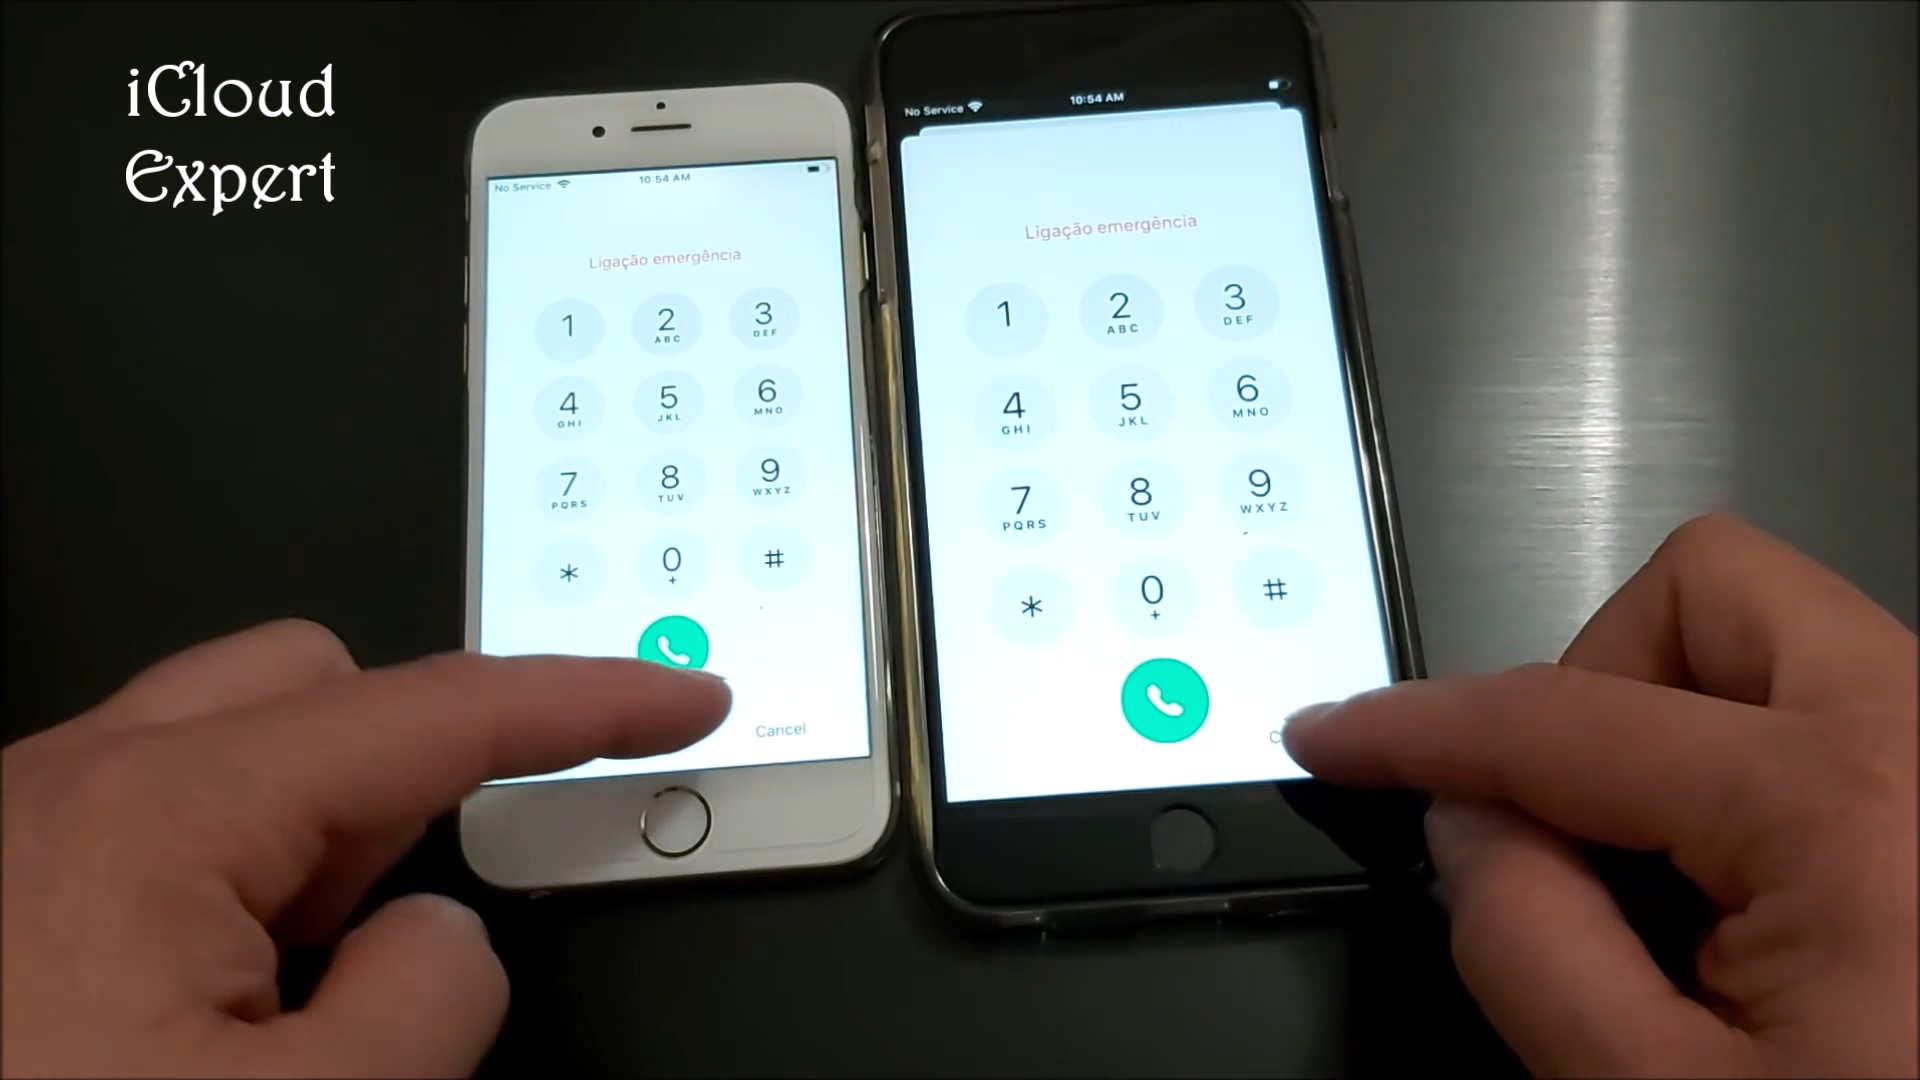 iCloud
Expert
No Service
10:54 AM
Ligação emergência
1
2
ABC
3
DEF
4
GHI
5
JKL
6
MNO
7
PQRS
8
TUV
9
WXYZ
*
0
+
#
Cancel
No Service
10:54 AM
Ligação emergência
1
2
ABC
3
DEF
4
GHI
5
JKL
6
MNO
7
PQRS
8
TUV
9
WXYZ
*
0
+
#